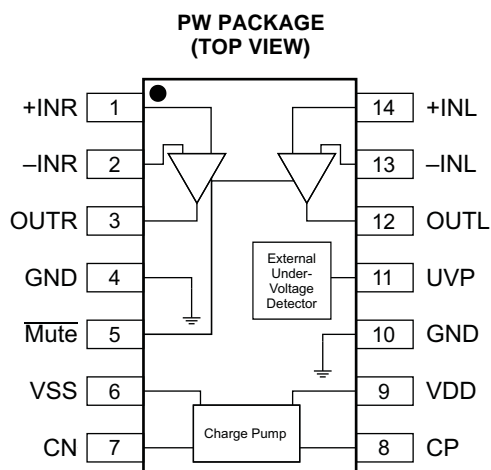 PW PACKAGE
(TOP VIEW)
+INR 1 14 +INL
–INR 2 13 –INL
OUTR 3 12 OUTL
GND 4 11 UVP
External
Under-
Voltage
Detector
Mute 5 10 GND
VSS 6 9 VDD
CN 7 8 CP
Charge Pump